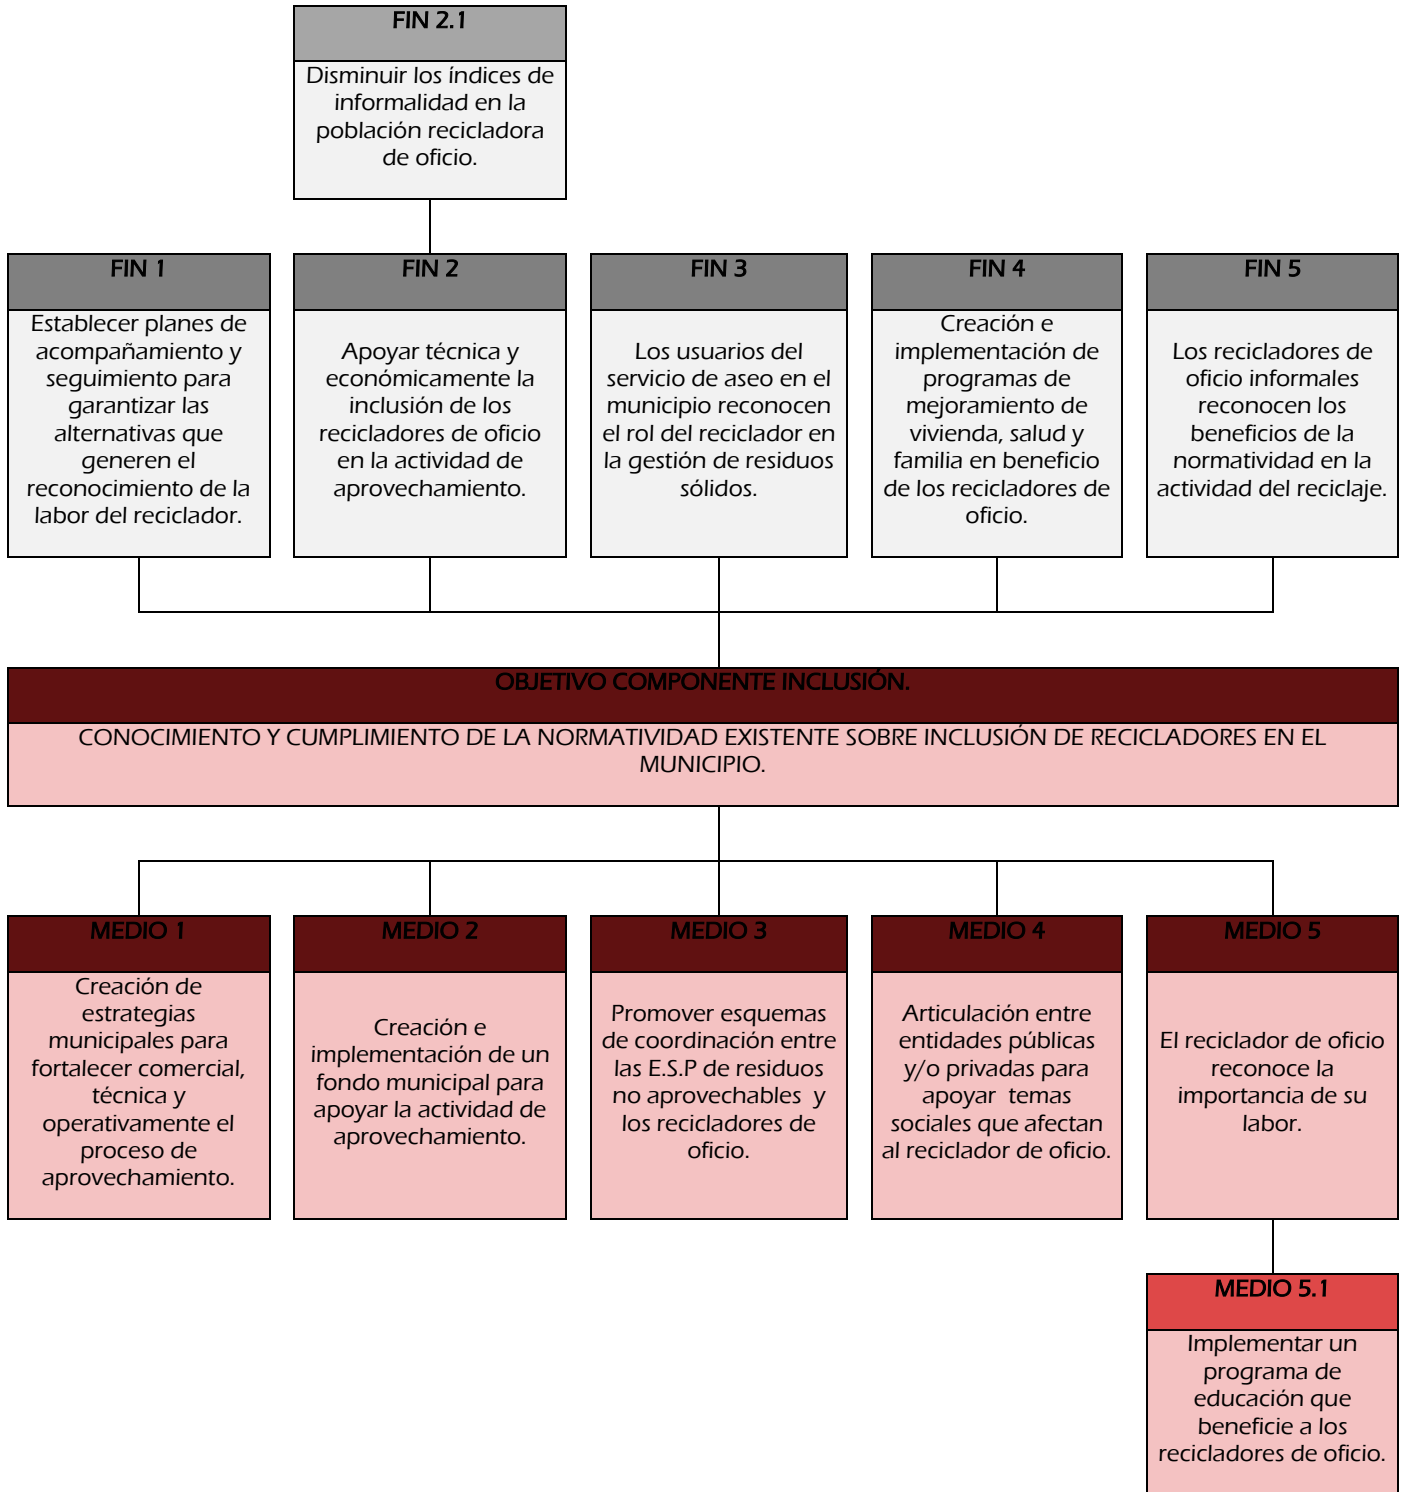 FIN 2.1
Disminuir los índices de
informalidad en la
población recicladora
de oficio.
FIN 1
Establecer planes de
acompañamiento y
seguimiento para
garantizar las
alternativas que
generen el
reconocimiento de la
labor del reciclador.
FIN 2
Apoyar técnica y
económicamente la
inclusión de los
recicladores de oficio
en la actividad de
aprovechamiento.
FIN 3
Los usuarios del
servicio de aseo en el
municipio reconocen
el rol del reciclador en
la gestión de residuos
sólidos.
FIN 4
Creación e
implementación de
programas de
mejoramiento de
vivienda, salud y
familia en beneficio
de los recicladores de
oficio.
FIN 5
Los recicladores de
oficio informales
reconocen los
beneficios de la
normatividad en la
actividad del reciclaje.
OBJETIVO COMPONENTE INCLUSIÓN.
CONOCIMIENTO Y CUMPLIMIENTO DE LA NORMATIVIDAD EXISTENTE SOBRE INCLUSIÓN DE RECICLADORES EN EL
MUNICIPIO.
MEDIO 1
Creación de
estrategias
municipales para
fortalecer comercial,
técnica y
operativamente el
proceso de
aprovechamiento.
MEDIO 2
Creación e
implementación de un
fondo municipal para
apoyar la actividad de
aprovechamiento.
MEDIO 3
Promover esquemas
de coordinación entre
las E.S.P de residuos
no aprovechables y
los recicladores de
oficio.
MEDIO 4
Articulación entre
entidades públicas
y/o privadas para
apoyar temas
sociales que afectan
al reciclador de oficio.
MEDIO 5
El reciclador de oficio
reconoce la
importancia de su
labor.
MEDIO 5.1
Implementar un
programa de
educación que
beneficie a los
recicladores de oficio.